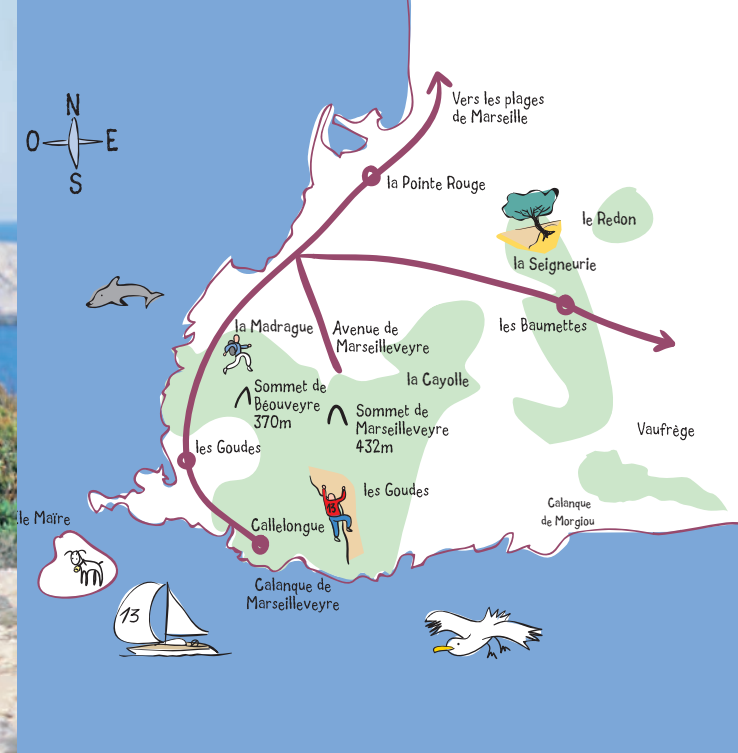 N
O E
S
Vers les plages
de Marseille
la Pointe Rouge
le Redon
la Seigneurie
les Baumettes
la Madrague
Avenue de
Marseilleveyre
la Cayolle
Sommet de
Béouveyre
370m
Sommet de
Marseilleveyre
432m
Vaufrège
les Goudes
les Goudes
13
Calanque
de Morgiou
Callelongue
île Maïre
Calanque de
Marseilleveyre
13